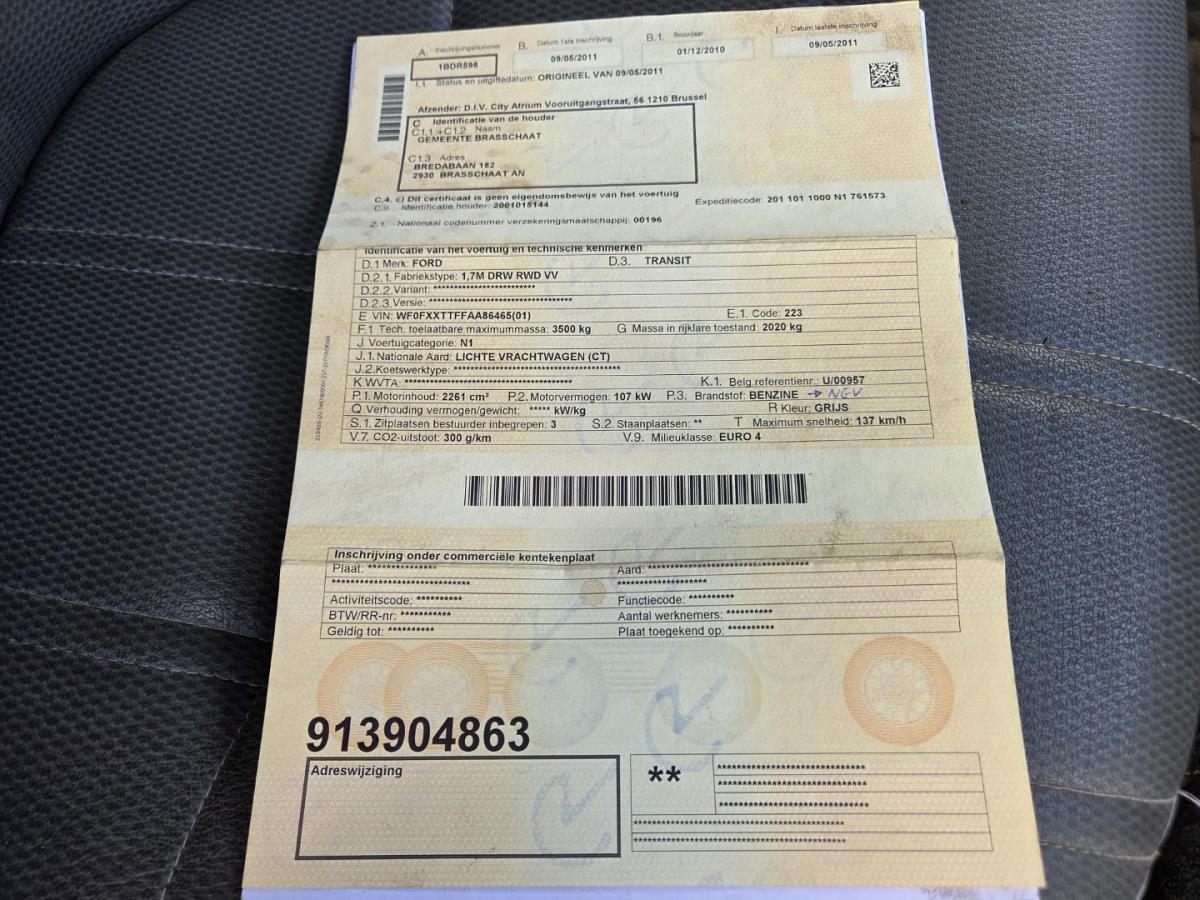 A. Inschrijvingsnummer B. Datum 1ste inschrijving B.1. Bouwjaar I. Datum laatste inschrijving
1BDR598 09/05/2011 01/12/2010 09/05/2011
I.1. Status en uitgiftedatum: ORIGINEEL VAN 09/05/2011
Afzender: D.I.V. City Atrium Vooruitgangstraat, 56 1210 Brussel
C Identificatie van de houder
C1.1 +C1.2 Naam
GEMEENTE BRASSCHAAT
C1.3 Adres
BREDABAAN 182
2930 BRASSCHAAT AN
C.4. c) Dit certificaat is geen eigendomsbewijs van het voertuig
C.9. Identificatie houder: 2001015144 Expeditiecode: 201 101 1000 N1 761573
Z.1. Nationaal codenummer verzekeringsmaatschappij: 00196
Identificatie van het voertuig en technische kenmerken
D.1 Merk: FORD D.3. TRANSIT
D.2.1. Fabriekstype: 1,7M DRW RWD VV
D.2.2. Variant: *************************
D.2.3. Versie: ***********************************
E VIN: WF0FXXTTFFAA86465(01) E.1. Code: 223
F.1 Tech. toelaatbare maximummassa: 3500 kg G Massa in rijklare toestand: 2020 kg
J Voertuigcategorie: N1
J.1. Nationale Aard: LICHTE VRACHTWAGEN (CT)
J.2. Koetswerktype: *****************************************
K WVTA: ***************************************** K.1. Belg.referentienr.: U/00957
P.1. Motorinhoud: 2261 cm³ P.2. Motorvermogen: 107 kW P.3. Brandstof: BENZINE → NGV
Q Verhouding vermogen/gewicht: ***** kW/kg R Kleur: GRIJS
S.1. Zitplaatsen bestuurder inbegrepen: 3 S.2. Staanplaatsen: ** T Maximum snelheid: 137 km/h
V.7. CO2-uitstoot: 300 g/km V.9. Milieuklasse: EURO 4
Inschrijving onder commerciële kentekenplaat
Plaat: *************** Aard: ***********************************
********************************** **********************
Activiteitscode: ********** Functiecode: **********
BTW/RR-nr: *********** Aantal werknemers: **********
Geldig tot: ********** Plaat toegekend op: **********
913904863
Adreswijziging
** ************************************
************************************
************************************
****************************************************
****************************************************